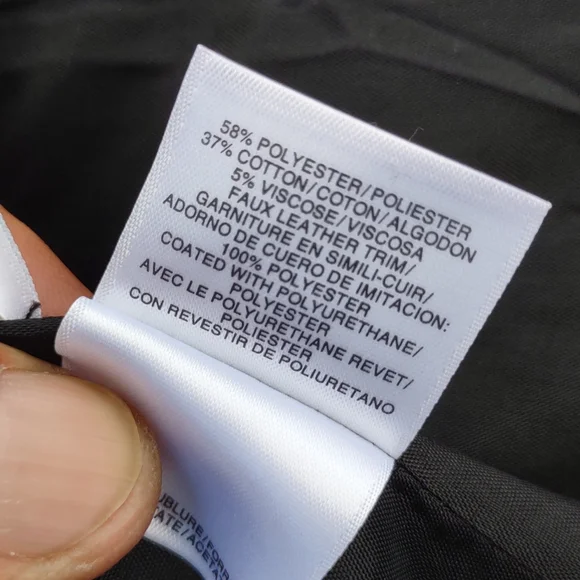 58% POLYESTER/POLIESTER
37% COTTON/COTON/ALGODON
5% VISCOSE/VISCOSA
FAUX LEATHER TRIM/
GARNITURE EN SIMILI-CUIR/
ADORNO DE CUERO DE IMITACION:
100% POLYESTER
COATED WITH POLYURETHANE/
POLYESTER
AVEC LE POLYURETHANE REVET/
POLIESTER
CON REVESTIR DE POLIURETANO